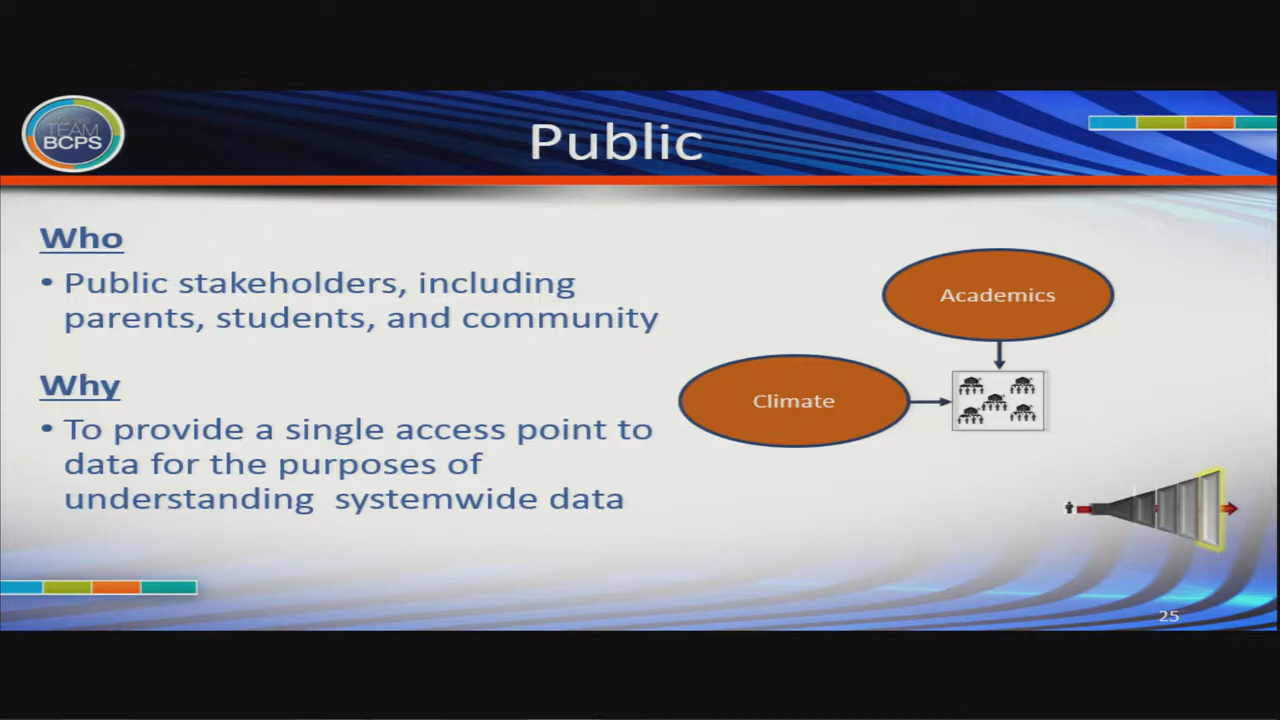 TEAM
BCPS
Public
Who
• Public stakeholders, including
parents, students, and community
Why
• To provide a single access point to
data for the purposes of
understanding systemwide data
Academics
Climate
25